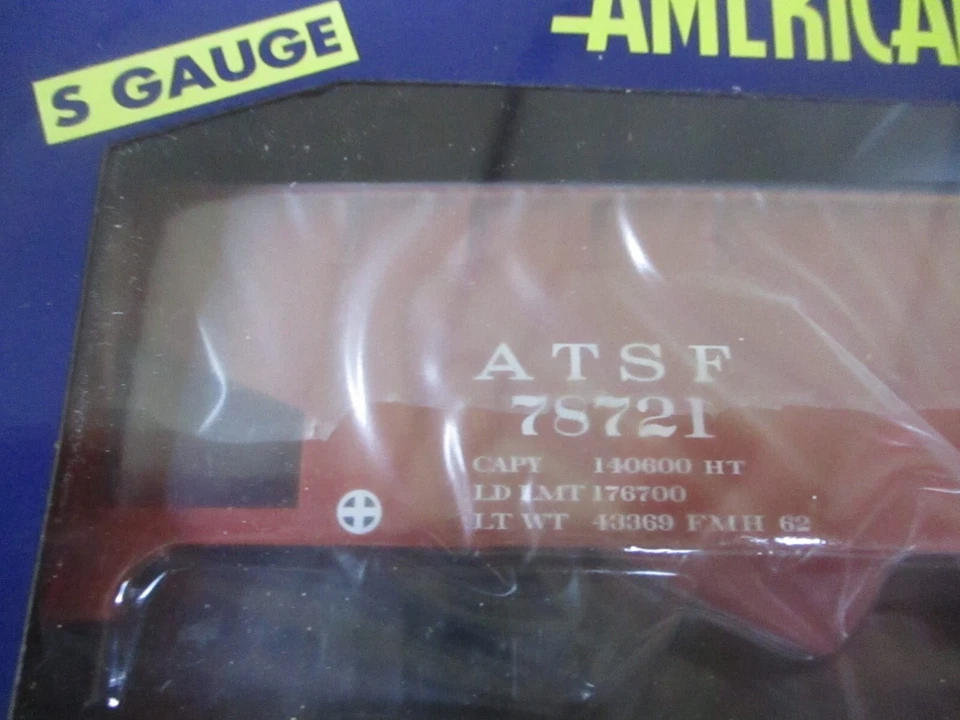 S GAUGE
AMERICA
ATSF
78721
CAPY 140600 HT
LD LMT 176700
LT WT 43369 FMH 62